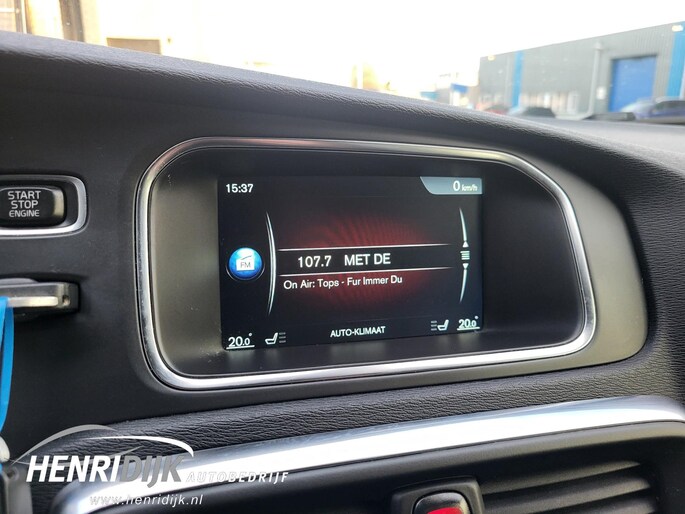 START
STOP
ENGINE
15:37
0 km/h
FM
107.7 MET DE
On Air: Tops - Fur Immer Du
AUTO-KLIMAAT
20.0
20.0
HENRIDIJK
AUTOBEDRIJF
www.henridijk.nl